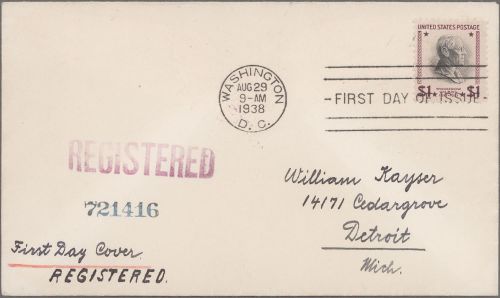 UNITED STATES POSTAGE
$1 $1
WASHINGTON
AUG 29
9-AM
1938
D. C.
FIRST DAY OF ISSUE
REGISTERED
721416
William Kayser
14171 Cedargrove
Detroit
Mich.
First Day Cover.
REGISTERED.